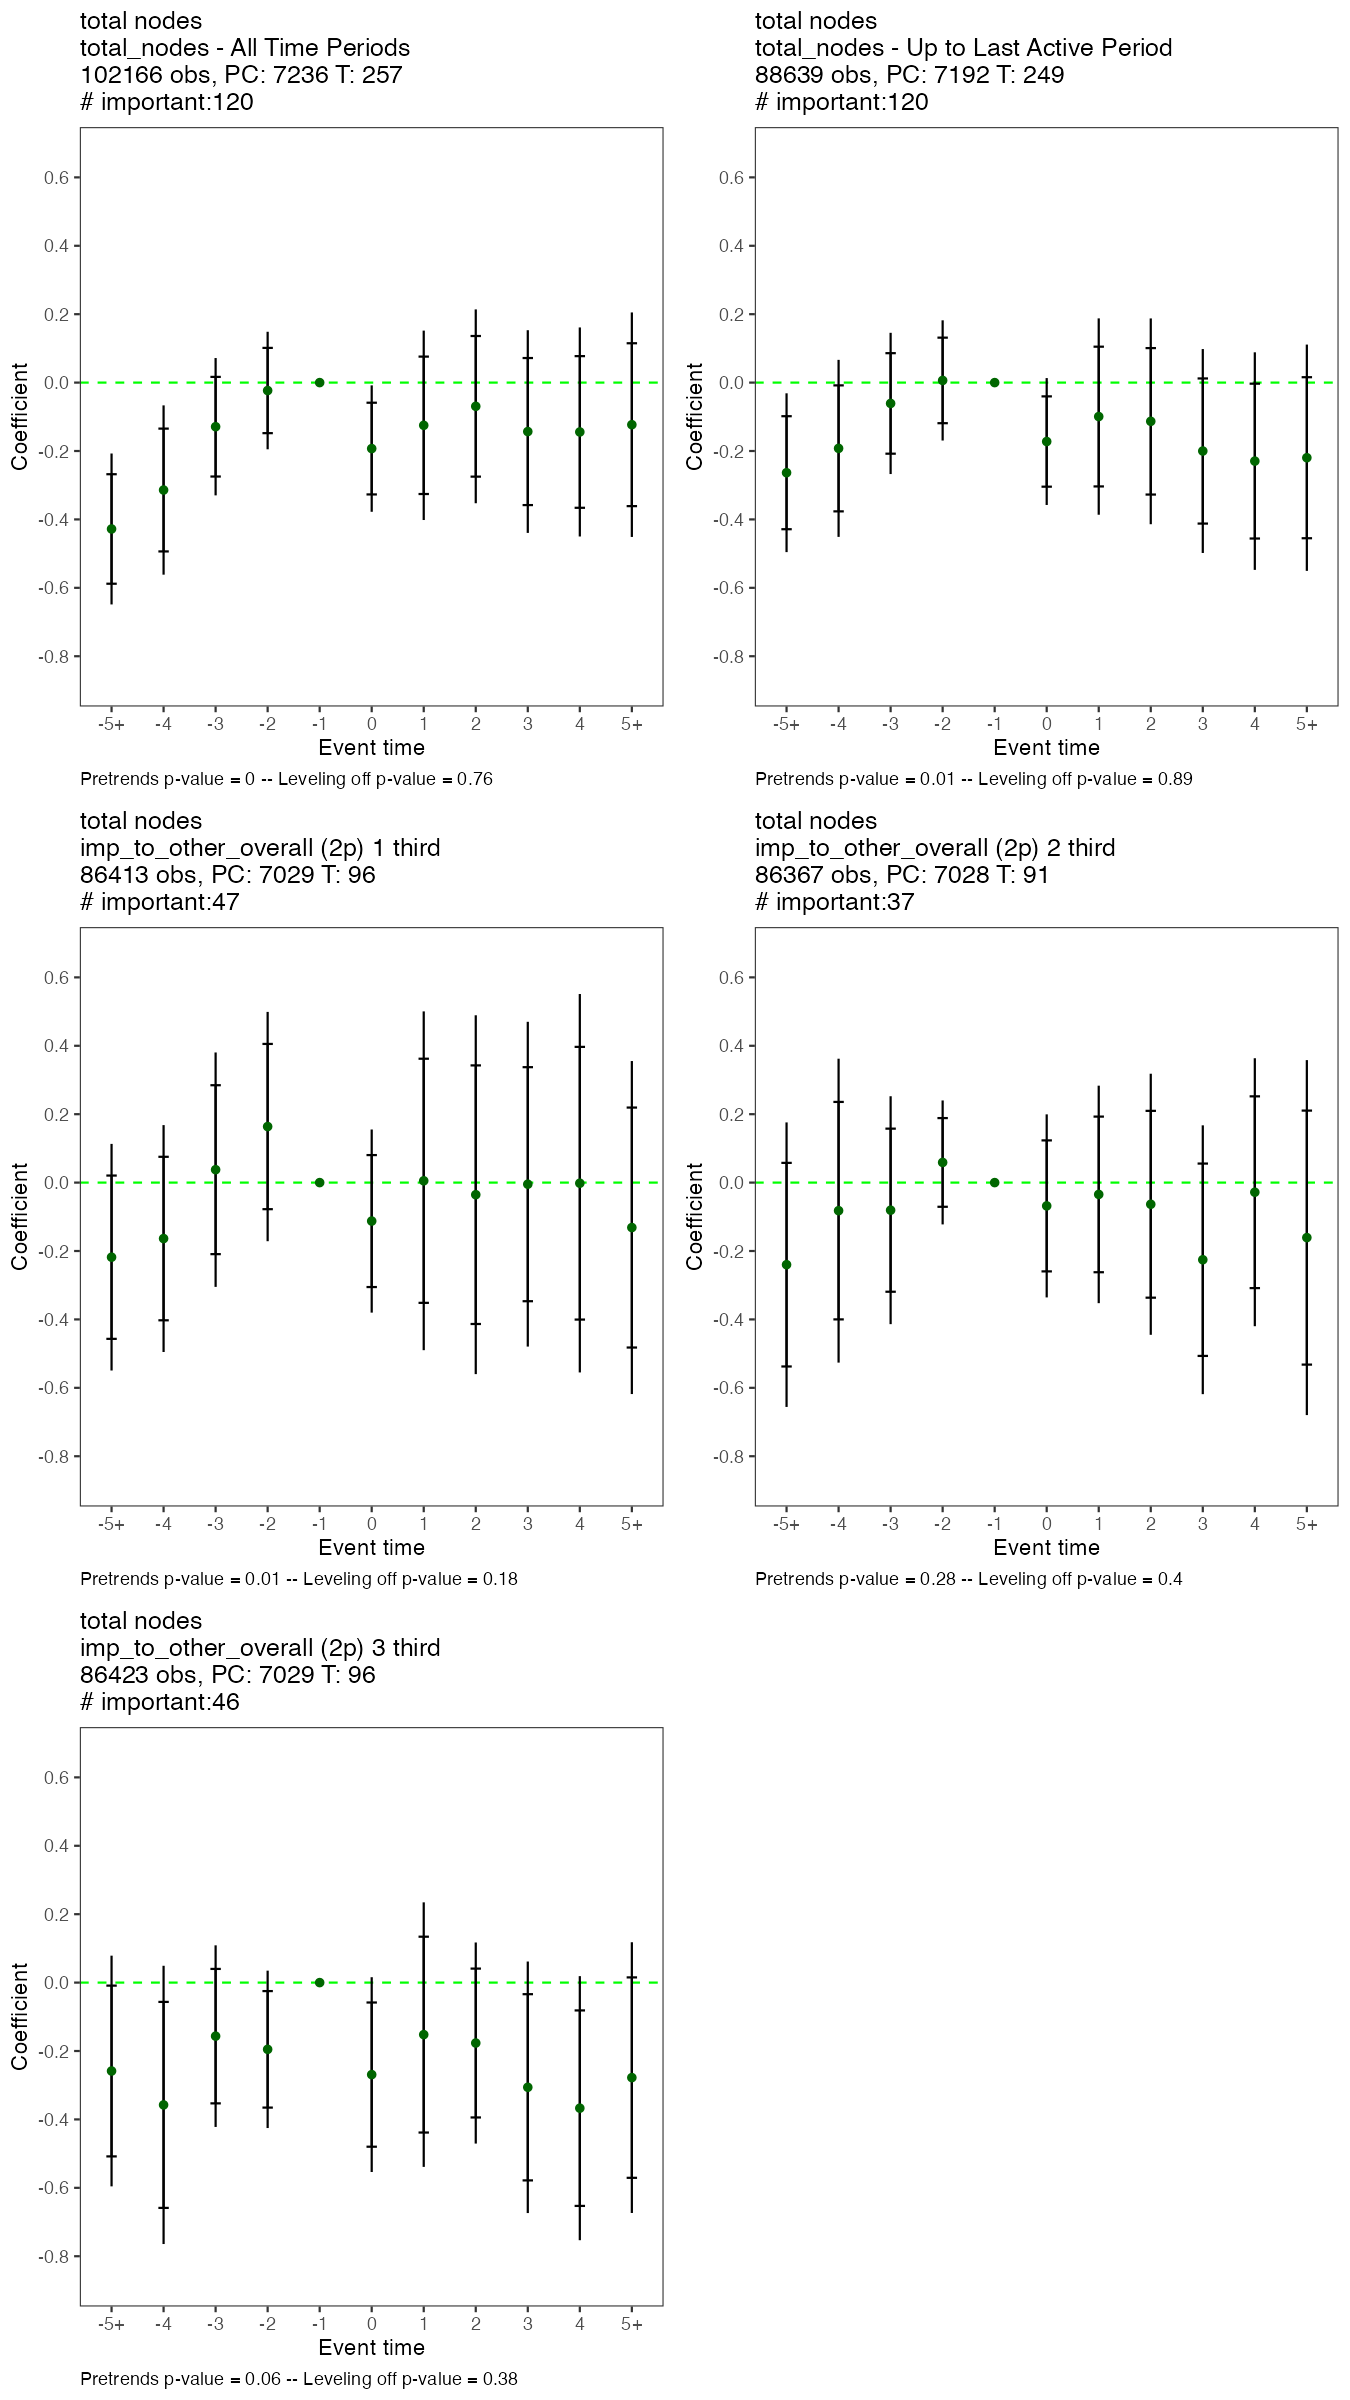 total nodes
total_nodes - All Time Periods
102166 obs, PC: 7236 T: 257
# important:120
0.6
0.4
0.2
0.0
-0.2
-0.4
-0.6
-0.8
Coefficient
-5+ -4 -3 -2 -1 0 1 2 3 4 5+
Event time
Pretrends p-value = 0 -- Leveling off p-value = 0.76
total nodes
total_nodes - Up to Last Active Period
88639 obs, PC: 7192 T: 249
# important:120
0.6
0.4
0.2
0.0
-0.2
-0.4
-0.6
-0.8
Coefficient
-5+ -4 -3 -2 -1 0 1 2 3 4 5+
Event time
Pretrends p-value = 0.01 -- Leveling off p-value = 0.89
total nodes
imp_to_other_overall (2p) 1 third
86413 obs, PC: 7029 T: 96
# important:47
0.6
0.4
0.2
0.0
-0.2
-0.4
-0.6
-0.8
Coefficient
-5+ -4 -3 -2 -1 0 1 2 3 4 5+
Event time
Pretrends p-value = 0.01 -- Leveling off p-value = 0.18
total nodes
imp_to_other_overall (2p) 2 third
86367 obs, PC: 7028 T: 91
# important:37
0.6
0.4
0.2
0.0
-0.2
-0.4
-0.6
-0.8
Coefficient
-5+ -4 -3 -2 -1 0 1 2 3 4 5+
Event time
Pretrends p-value = 0.28 -- Leveling off p-value = 0.4
total nodes
imp_to_other_overall (2p) 3 third
86423 obs, PC: 7029 T: 96
# important:46
0.6
0.4
0.2
0.0
-0.2
-0.4
-0.6
-0.8
Coefficient
-5+ -4 -3 -2 -1 0 1 2 3 4 5+
Event time
Pretrends p-value = 0.06 -- Leveling off p-value = 0.38